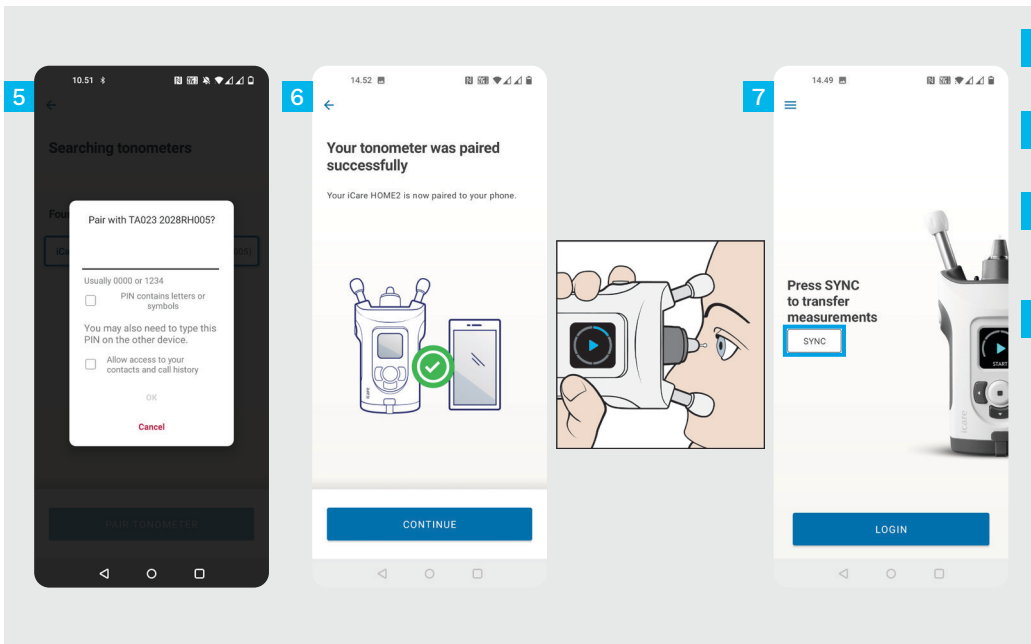 5
10.51
Searching tonometers
Pair with TA023 2028RH005?
Usually 0000 or 1234
PIN contains letters or
symbols
You may also need to type this
PIN on the other device.
Allow access to your
contacts and call history
OK
Cancel
PAIR TONOMETER
6
14.52
Your tonometer was paired
successfully
Your iCare HOME2 is now paired to your phone.
icare
CONTINUE
7
14.49
Press SYNC
to transfer
measurements
SYNC
START
icare
LOGIN